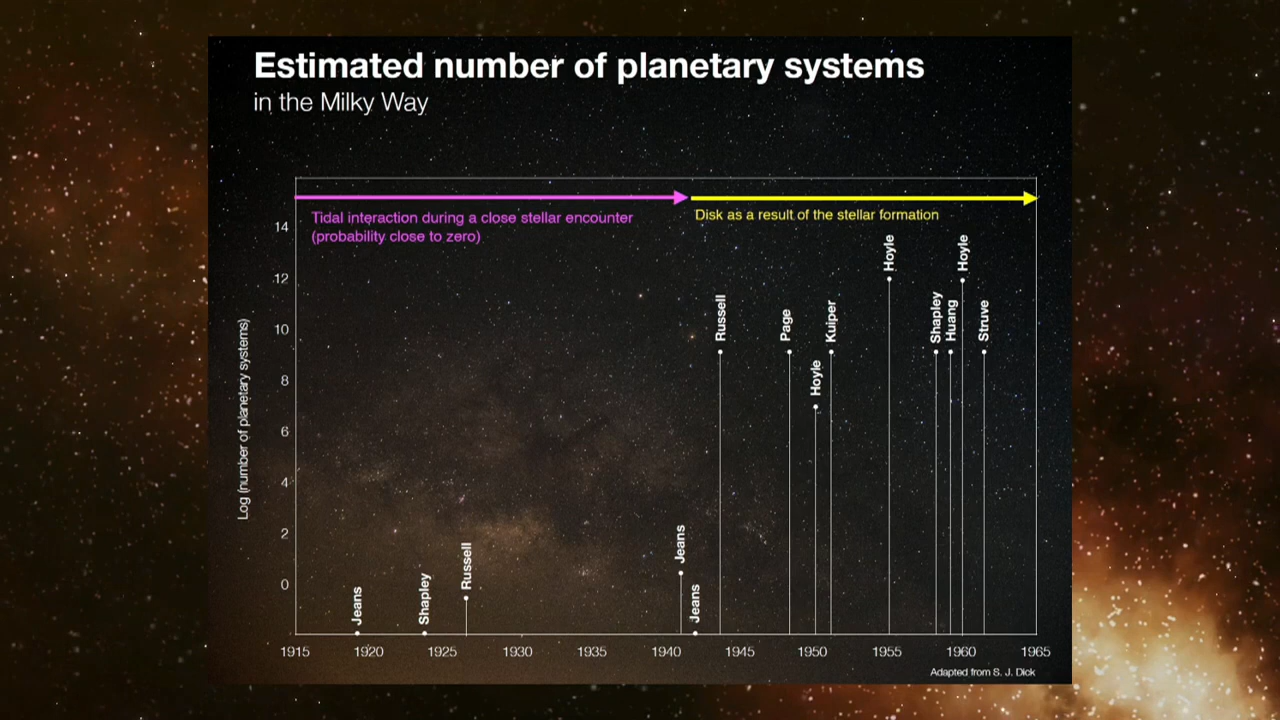 Estimated number of planetary systems
in the Milky Way
Tidal interaction during a close stellar encounter
(probability close to zero)
Disk as a result of the stellar formation
Log (number of planetary systems)
14
12
10
8
6
4
2
0
Jeans
Shapley
Russell
Jeans
Jeans
Russell
Page
Hoyle
Kuiper
Hoyle
Shapley
Huang
Hoyle
Struve
1915 1920 1925 1930 1935 1940 1945 1950 1955 1960 1965
Adapted from S. J. Dick